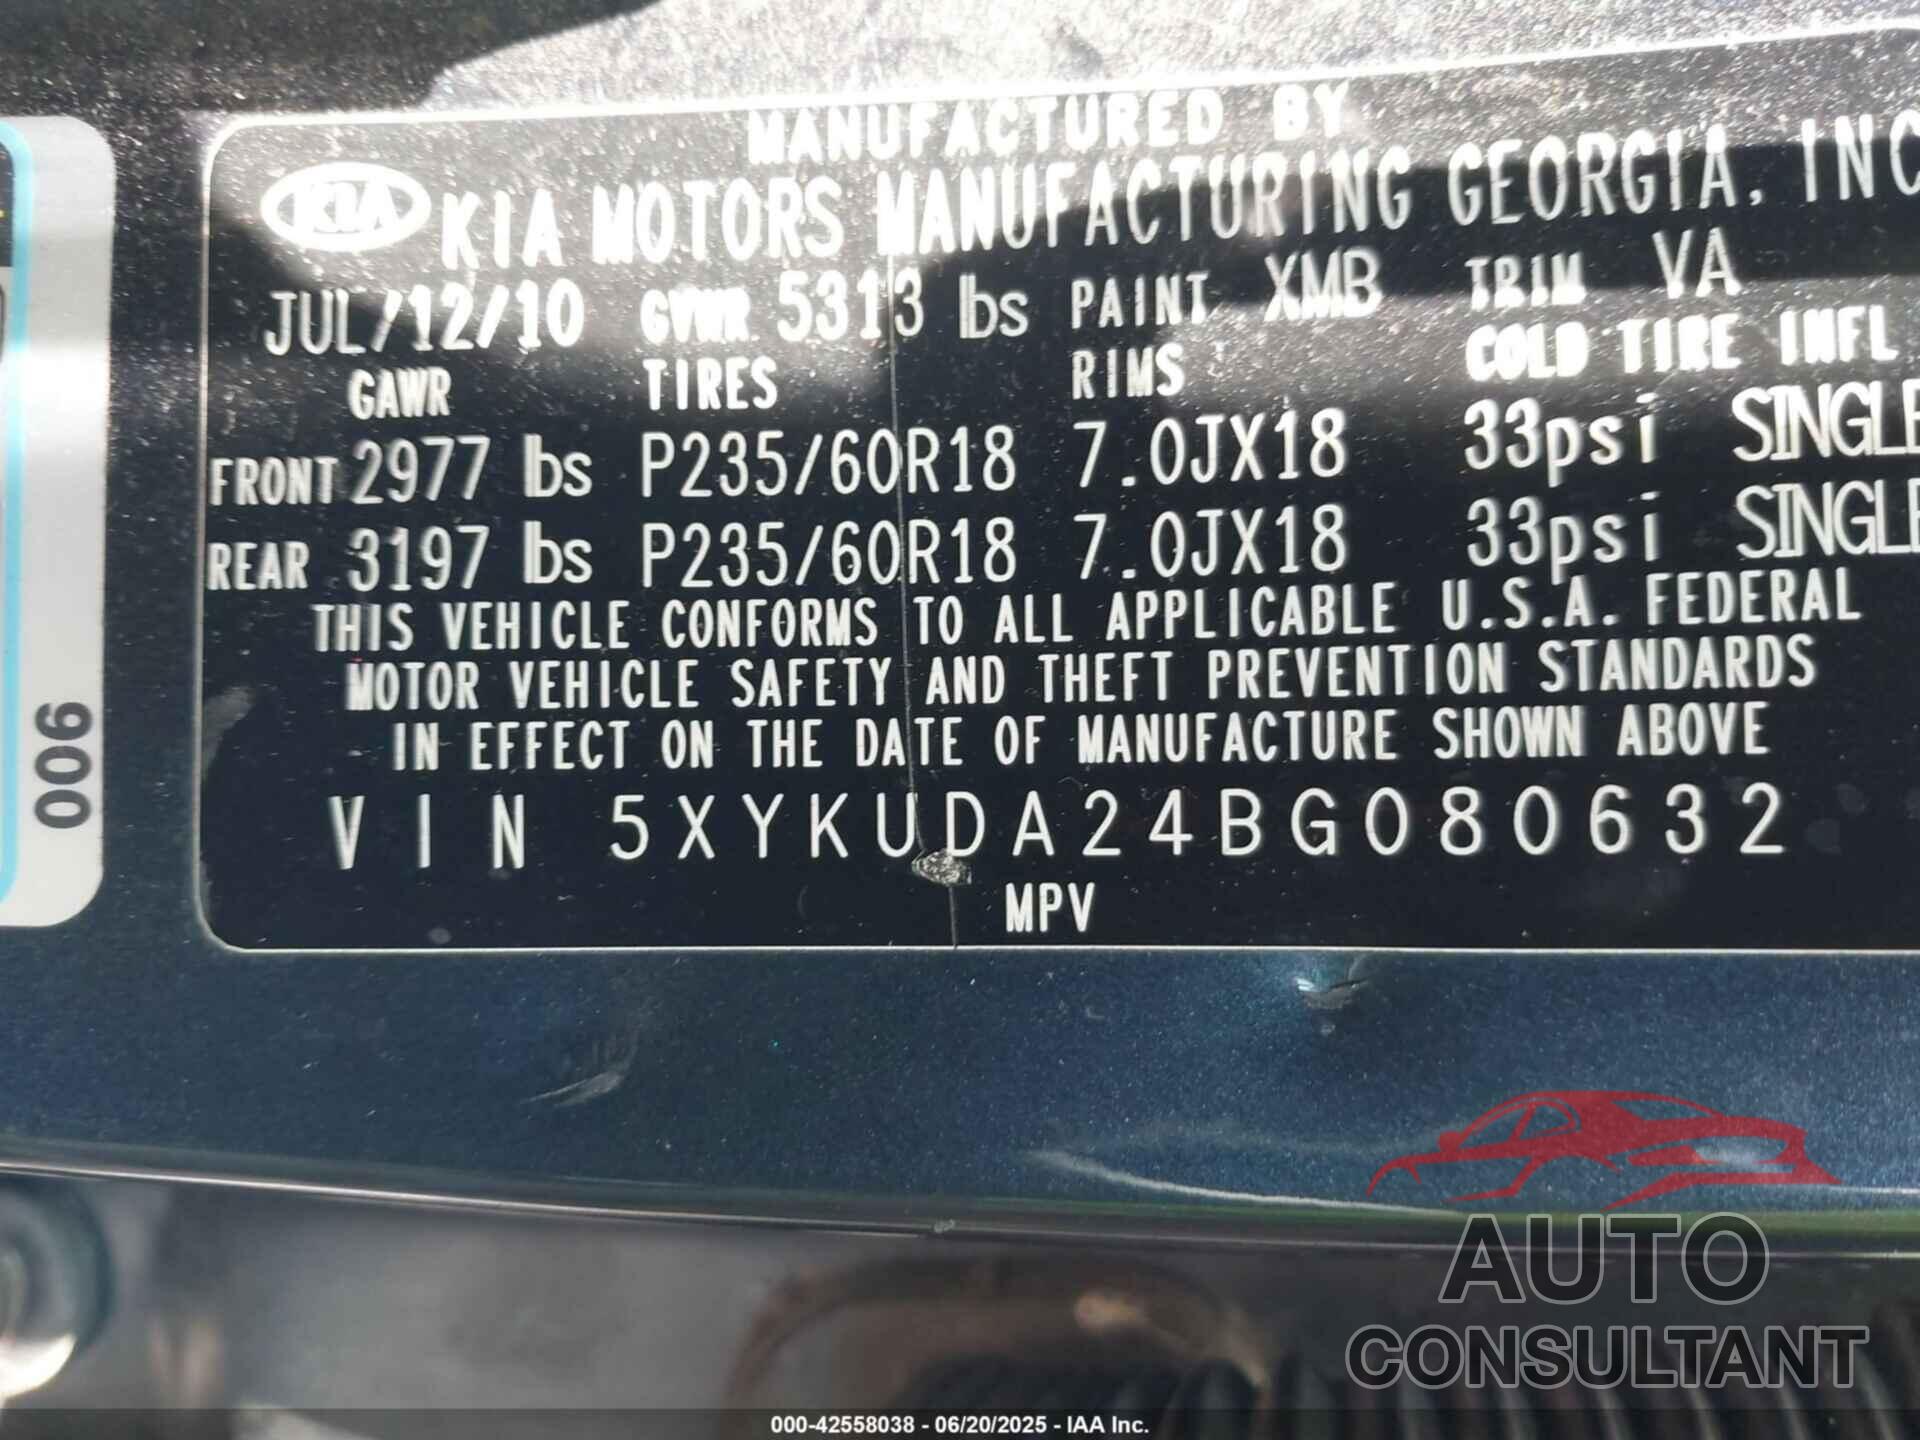 MANUFACTURED BY
KIA KIA MOTORS MANUFACTURING GEORGIA, INC
JUL/12/10 GVWR 5313 lbs PAINT XMB TRIM VA
GAWR TIRES RIMS COLD TIRE INFL
FRONT 2977 lbs P235/60R18 7.0JX18 33psi SINGLE
REAR 3197 lbs P235/60R18 7.0JX18 33psi SINGLE
THIS VEHICLE CONFORMS TO ALL APPLICABLE U.S.A. FEDERAL
MOTOR VEHICLE SAFETY AND THEFT PREVENTION STANDARDS
IN EFFECT ON THE DATE OF MANUFACTURE SHOWN ABOVE
VIN 5XYKUDA24BG080632
MPV
006
AUTO
CONSULTANT
000-42558038 - 06/20/2025 - IAA Inc.